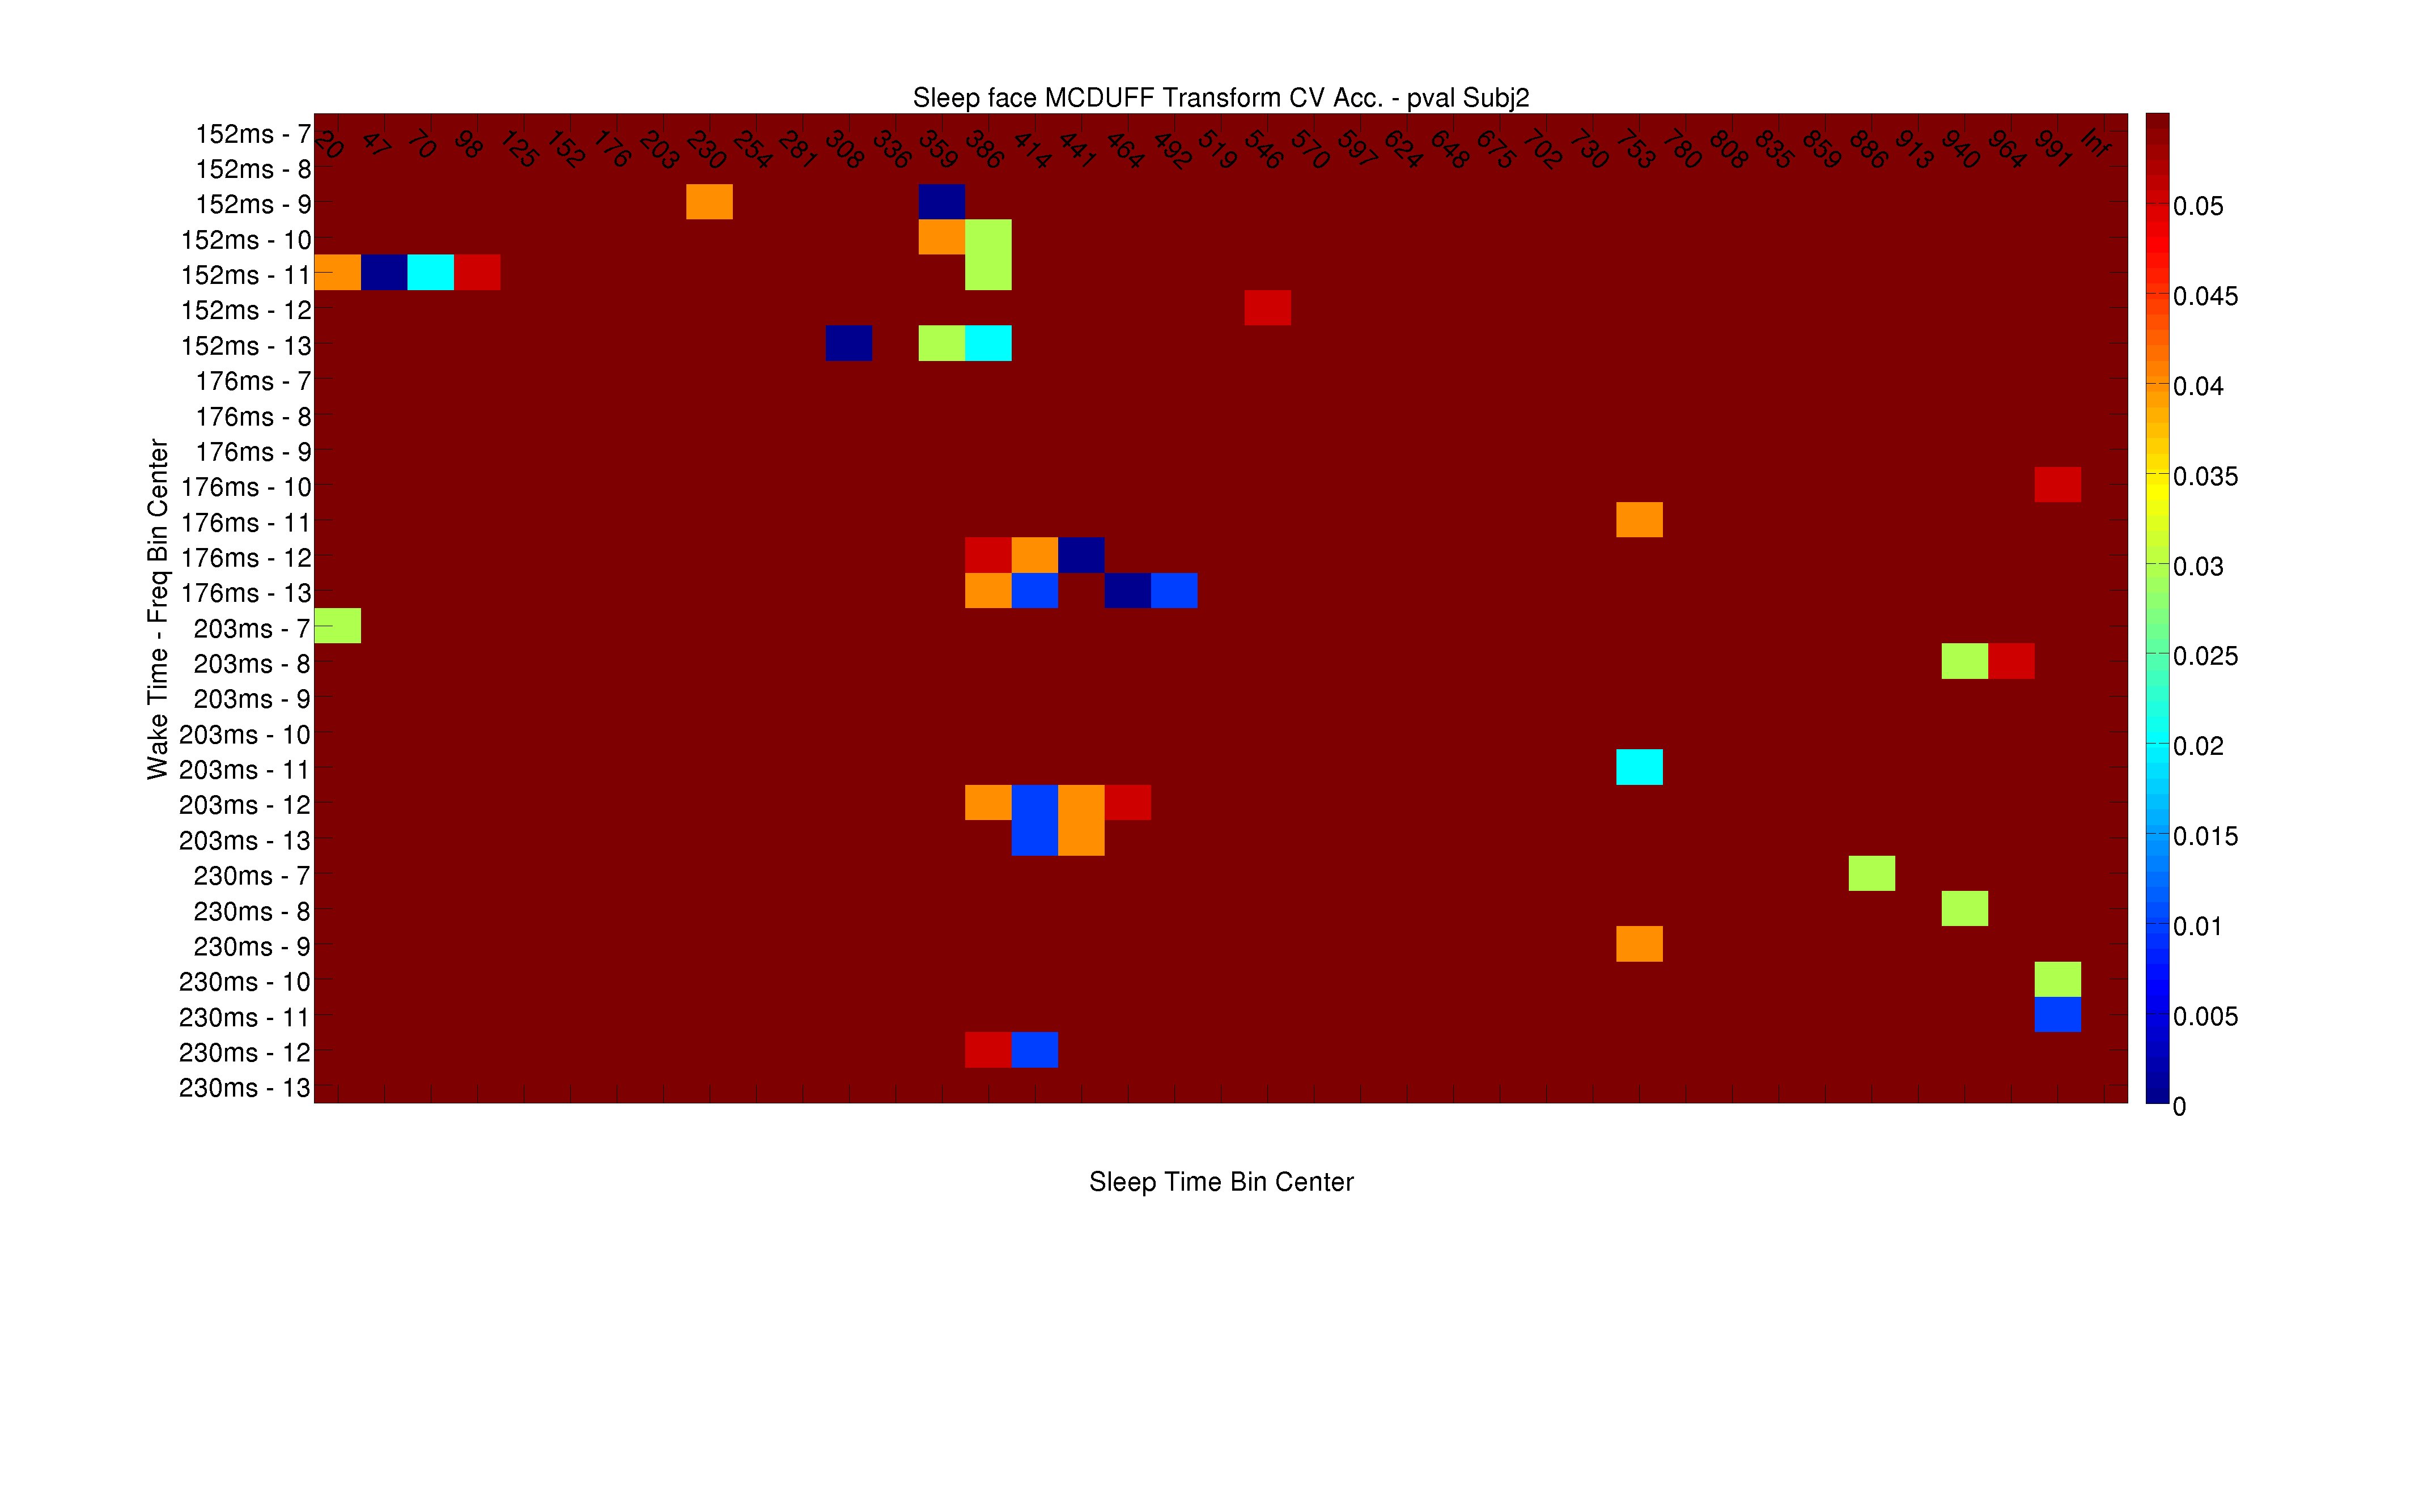 Sleep face MCDUFF Transform CV Acc. - pval Subj2
20 47 70 98 125 152 176 203 230 254 281 308 336 359 386 414 441 464 492 519 546 570 597 624 648 675 702 730 753 780 808 835 859 886 913 940 964 991 Inf
Wake Time - Freq Bin Center
152ms - 7
152ms - 8
152ms - 9
152ms - 10
152ms - 11
152ms - 12
152ms - 13
176ms - 7
176ms - 8
176ms - 9
176ms - 10
176ms - 11
176ms - 12
176ms - 13
203ms - 7
203ms - 8
203ms - 9
203ms - 10
203ms - 11
203ms - 12
203ms - 13
230ms - 7
230ms - 8
230ms - 9
230ms - 10
230ms - 11
230ms - 12
230ms - 13
0.05
0.045
0.04
0.035
0.03
0.025
0.02
0.015
0.01
0.005
0
Sleep Time Bin Center